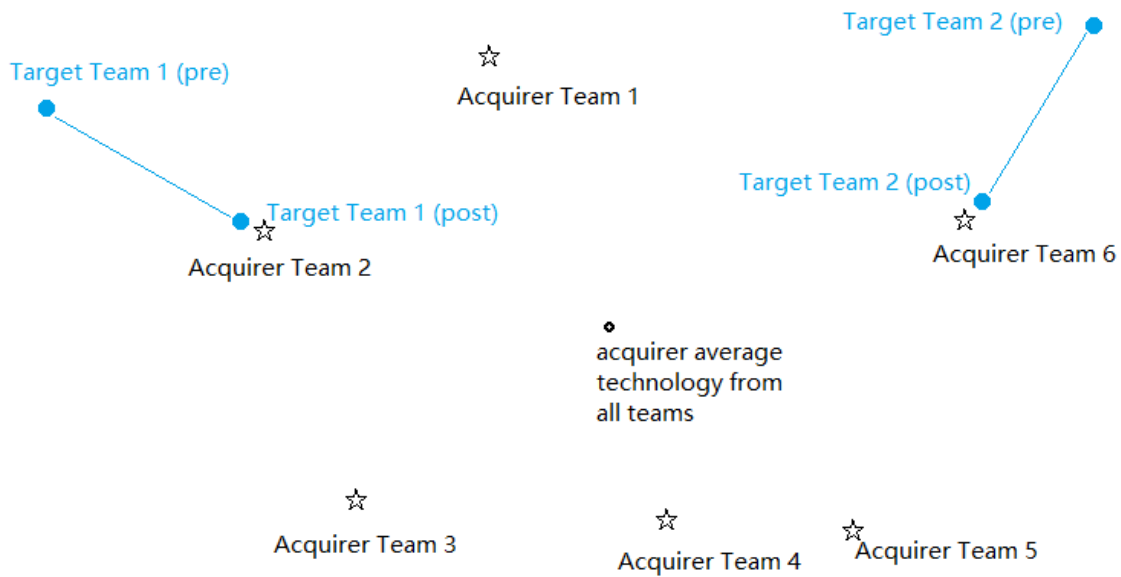 Target Team 2 (pre)
Target Team 1 (pre)
Acquirer Team 1
Target Team 2 (post)
Target Team 1 (post)
Acquirer Team 6
Acquirer Team 2
acquirer average
technology from
all teams
Acquirer Team 3
Acquirer Team 5
Acquirer Team 4